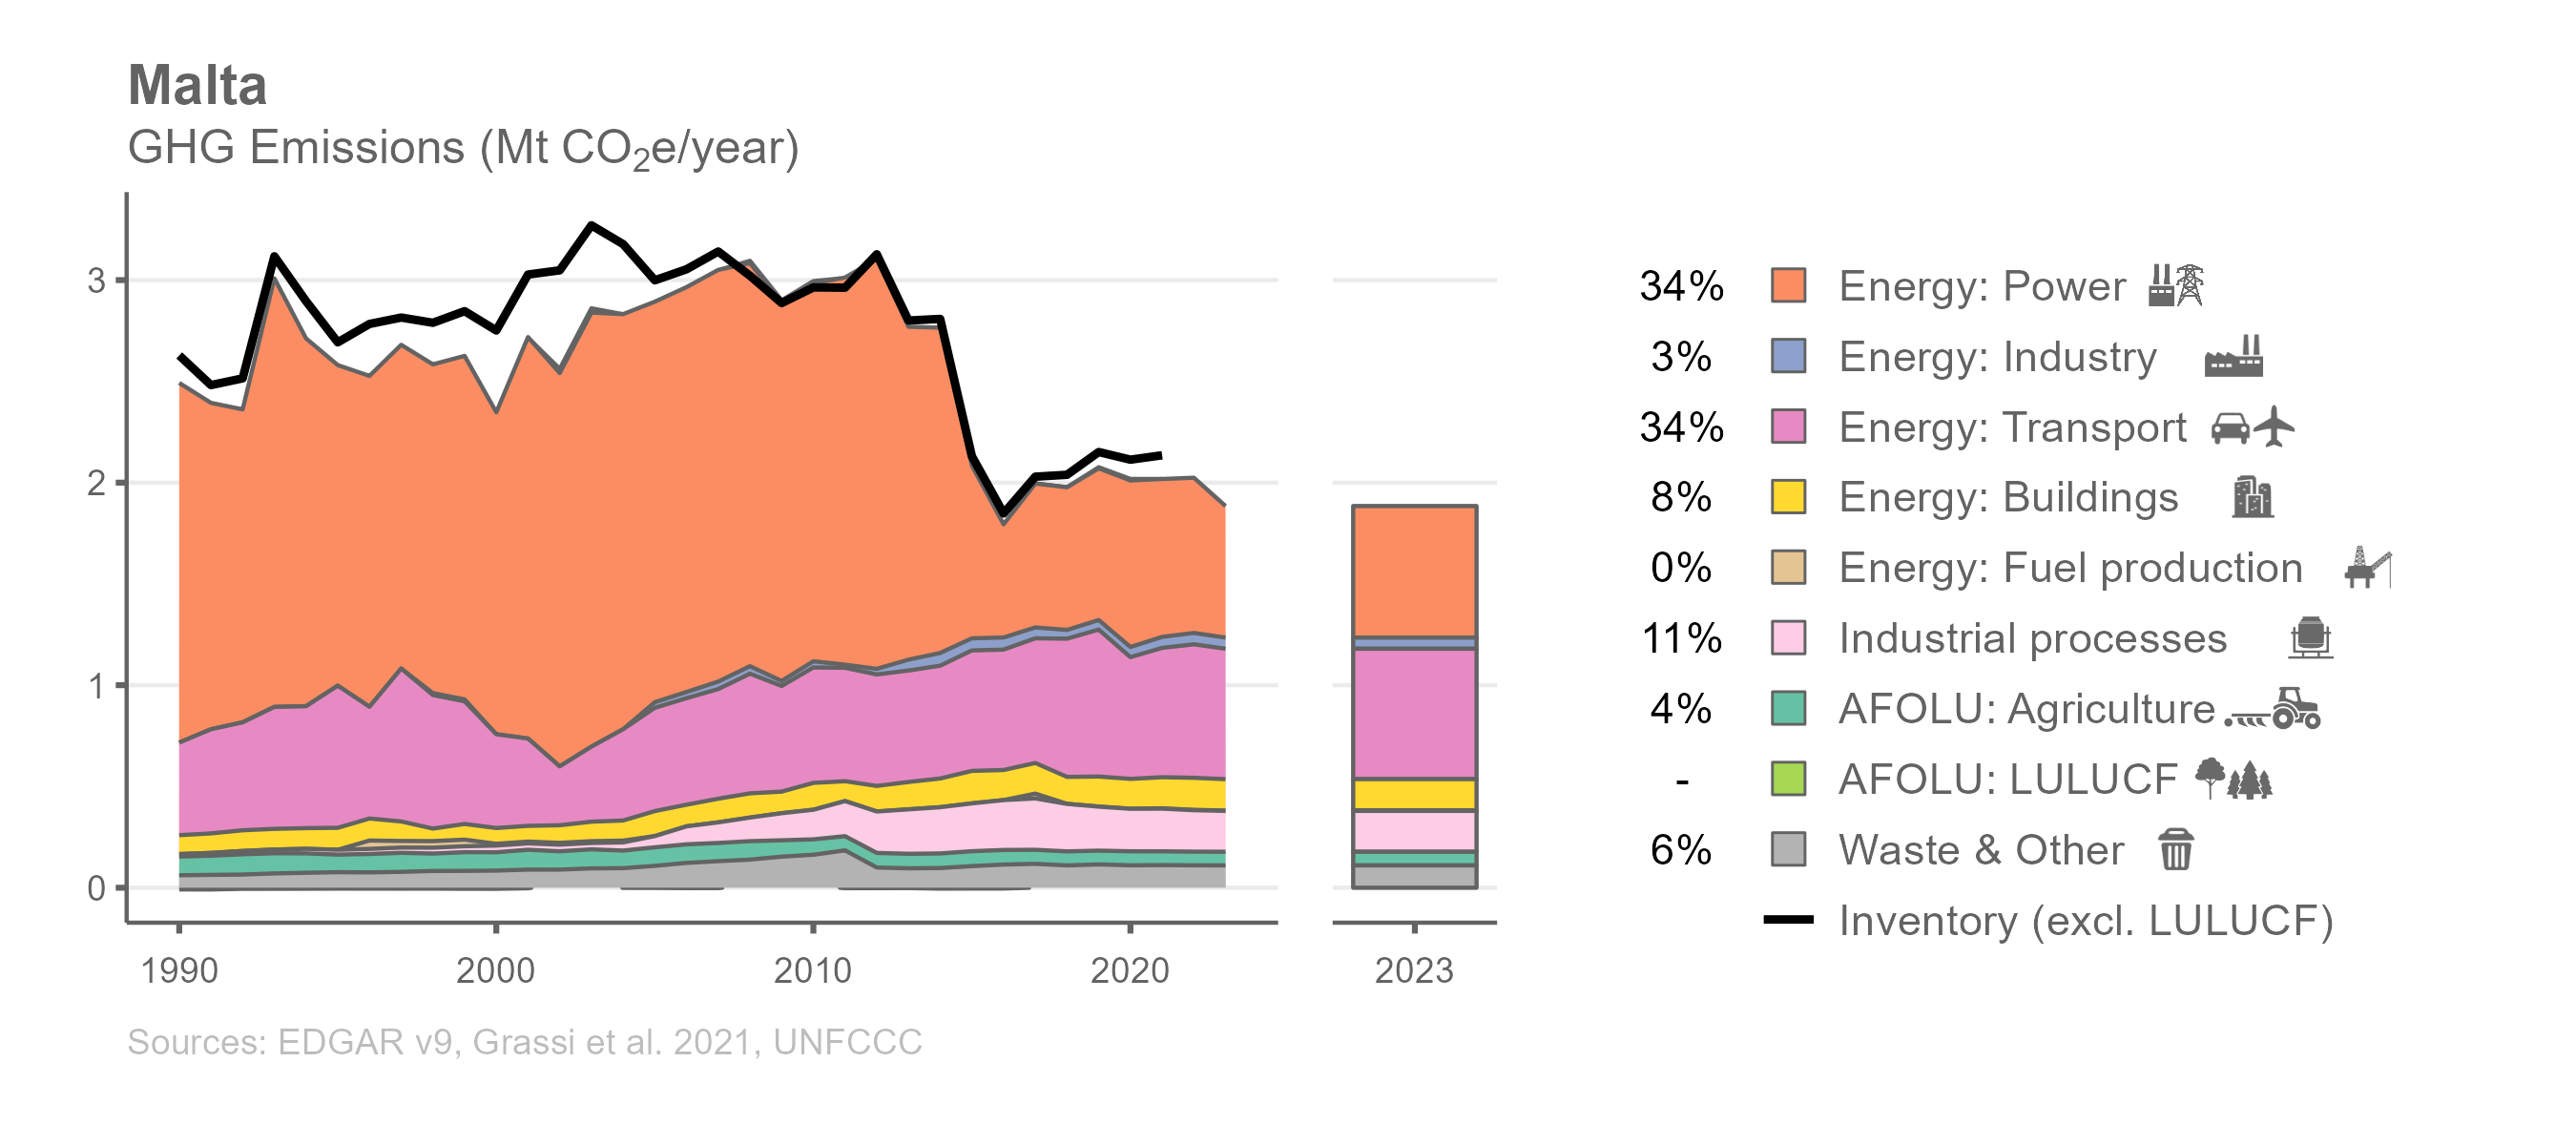 Malta
GHG Emissions (Mt CO₂e/year)
3
2
1
0
1990
2000
2010
2020
2023
34% Energy: Power
3% Energy: Industry
34% Energy: Transport
8% Energy: Buildings
0% Energy: Fuel production
11% Industrial processes
4% AFOLU: Agriculture
- AFOLU: LULUCF
6% Waste & Other
Inventory (excl. LULUCF)
Sources: EDGAR v9, Grassi et al. 2021, UNFCCC